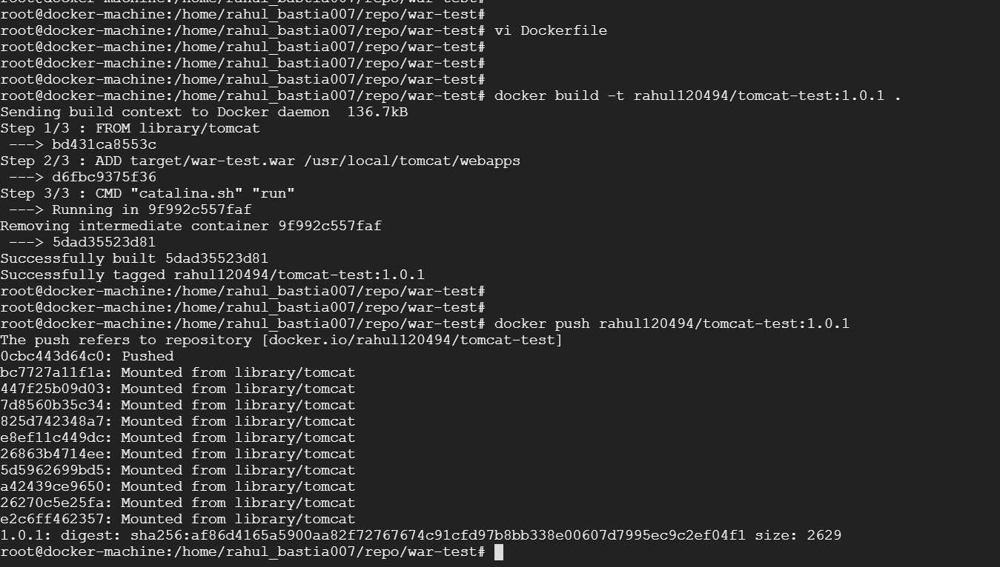 root@docker-machine:/home/rahul_bastia007/repo/war-test#
root@docker-machine:/home/rahul_bastia007/repo/war-test#
root@docker-machine:/home/rahul_bastia007/repo/war-test# vi Dockerfile
root@docker-machine:/home/rahul_bastia007/repo/war-test#
root@docker-machine:/home/rahul_bastia007/repo/war-test#
root@docker-machine:/home/rahul_bastia007/repo/war-test#
root@docker-machine:/home/rahul_bastia007/repo/war-test# docker build -t rahul120494/tomcat-test:1.0.1 .
Sending build context to Docker daemon  136.7kB
Step 1/3 : FROM library/tomcat
 ---> bd431ca8553c
Step 2/3 : ADD target/war-test.war /usr/local/tomcat/webapps
 ---> d6fbc9375f36
Step 3/3 : CMD "catalina.sh" "run"
 ---> Running in 9f992c557faf
Removing intermediate container 9f992c557faf
 ---> 5dad35523d81
Successfully built 5dad35523d81
Successfully tagged rahul120494/tomcat-test:1.0.1
root@docker-machine:/home/rahul_bastia007/repo/war-test#
root@docker-machine:/home/rahul_bastia007/repo/war-test#
root@docker-machine:/home/rahul_bastia007/repo/war-test# docker push rahul120494/tomcat-test:1.0.1
The push refers to repository [docker.io/rahul120494/tomcat-test]
0cbc443d64c0: Pushed
bc7727a11f1a: Mounted from library/tomcat
447f25b09d03: Mounted from library/tomcat
7d8560b35c34: Mounted from library/tomcat
825d742348a7: Mounted from library/tomcat
e8ef11c449dc: Mounted from library/tomcat
26863b4714ee: Mounted from library/tomcat
5d5962699bd5: Mounted from library/tomcat
a42439ce9650: Mounted from library/tomcat
26270c5e25fa: Mounted from library/tomcat
e2c6ff462357: Mounted from library/tomcat
1.0.1: digest: sha256:af86d4165a5900aa82f72767674c91cfd97b8bb338e00607d7995ec9c2ef04f1 size: 2629
root@docker-machine:/home/rahul_bastia007/repo/war-test#